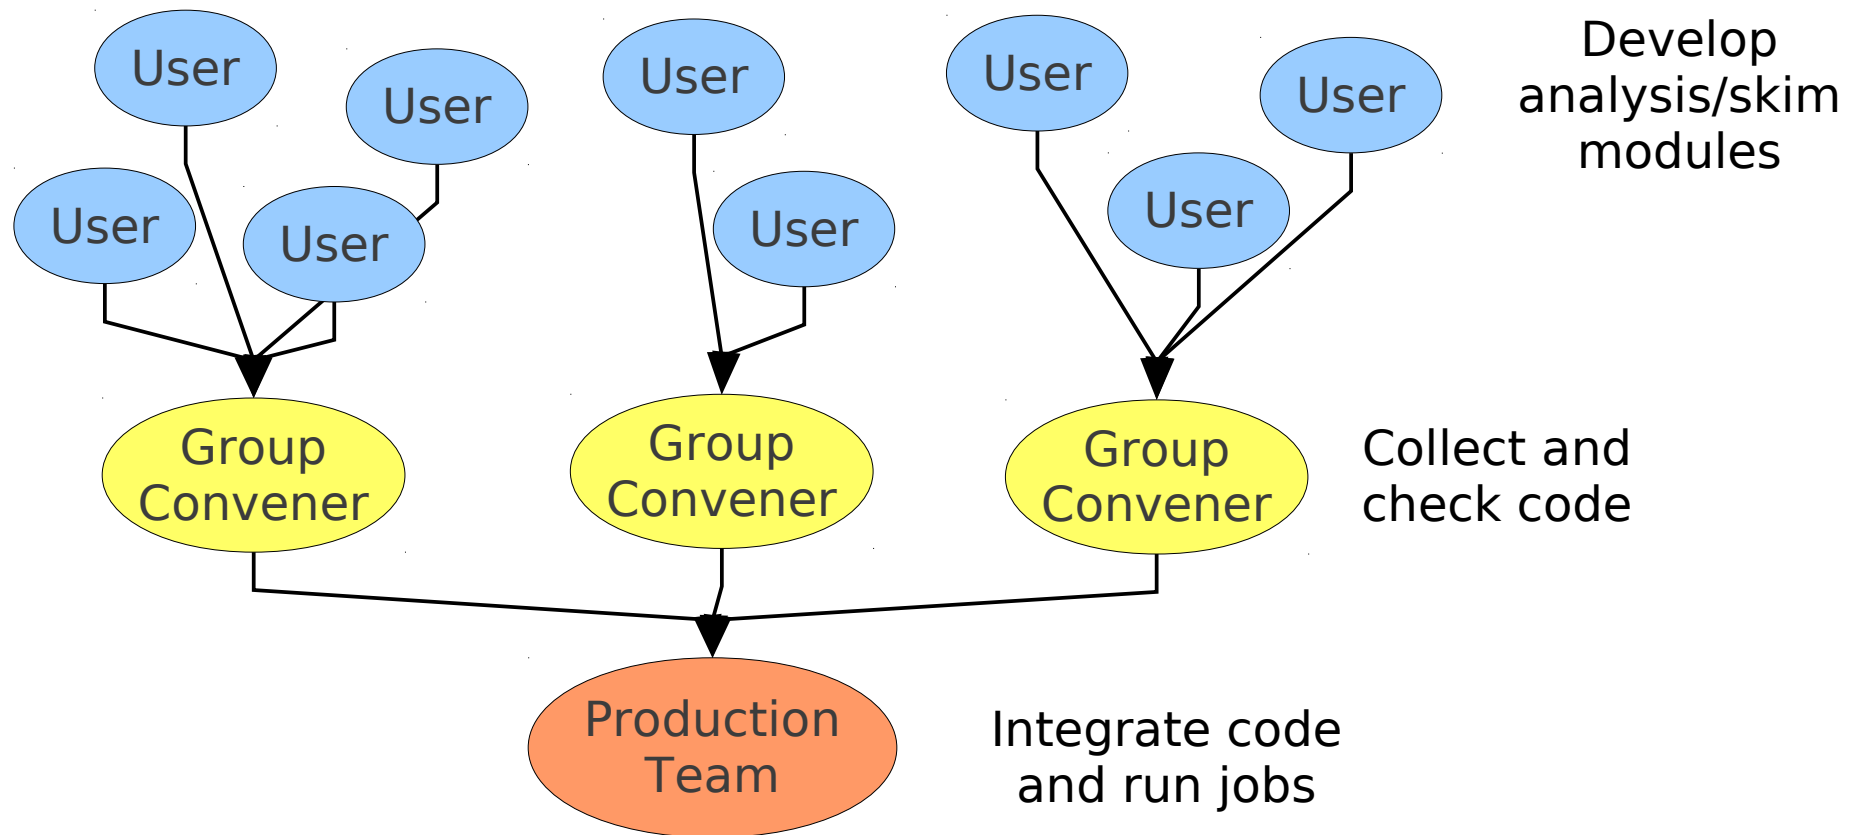 User
User
User
User
User
User
User
User
User
Develop
analysis/skim
modules
Group
Convener
Group
Convener
Group
Convener
Collect and
check code
Production
Team
Integrate code
and run jobs